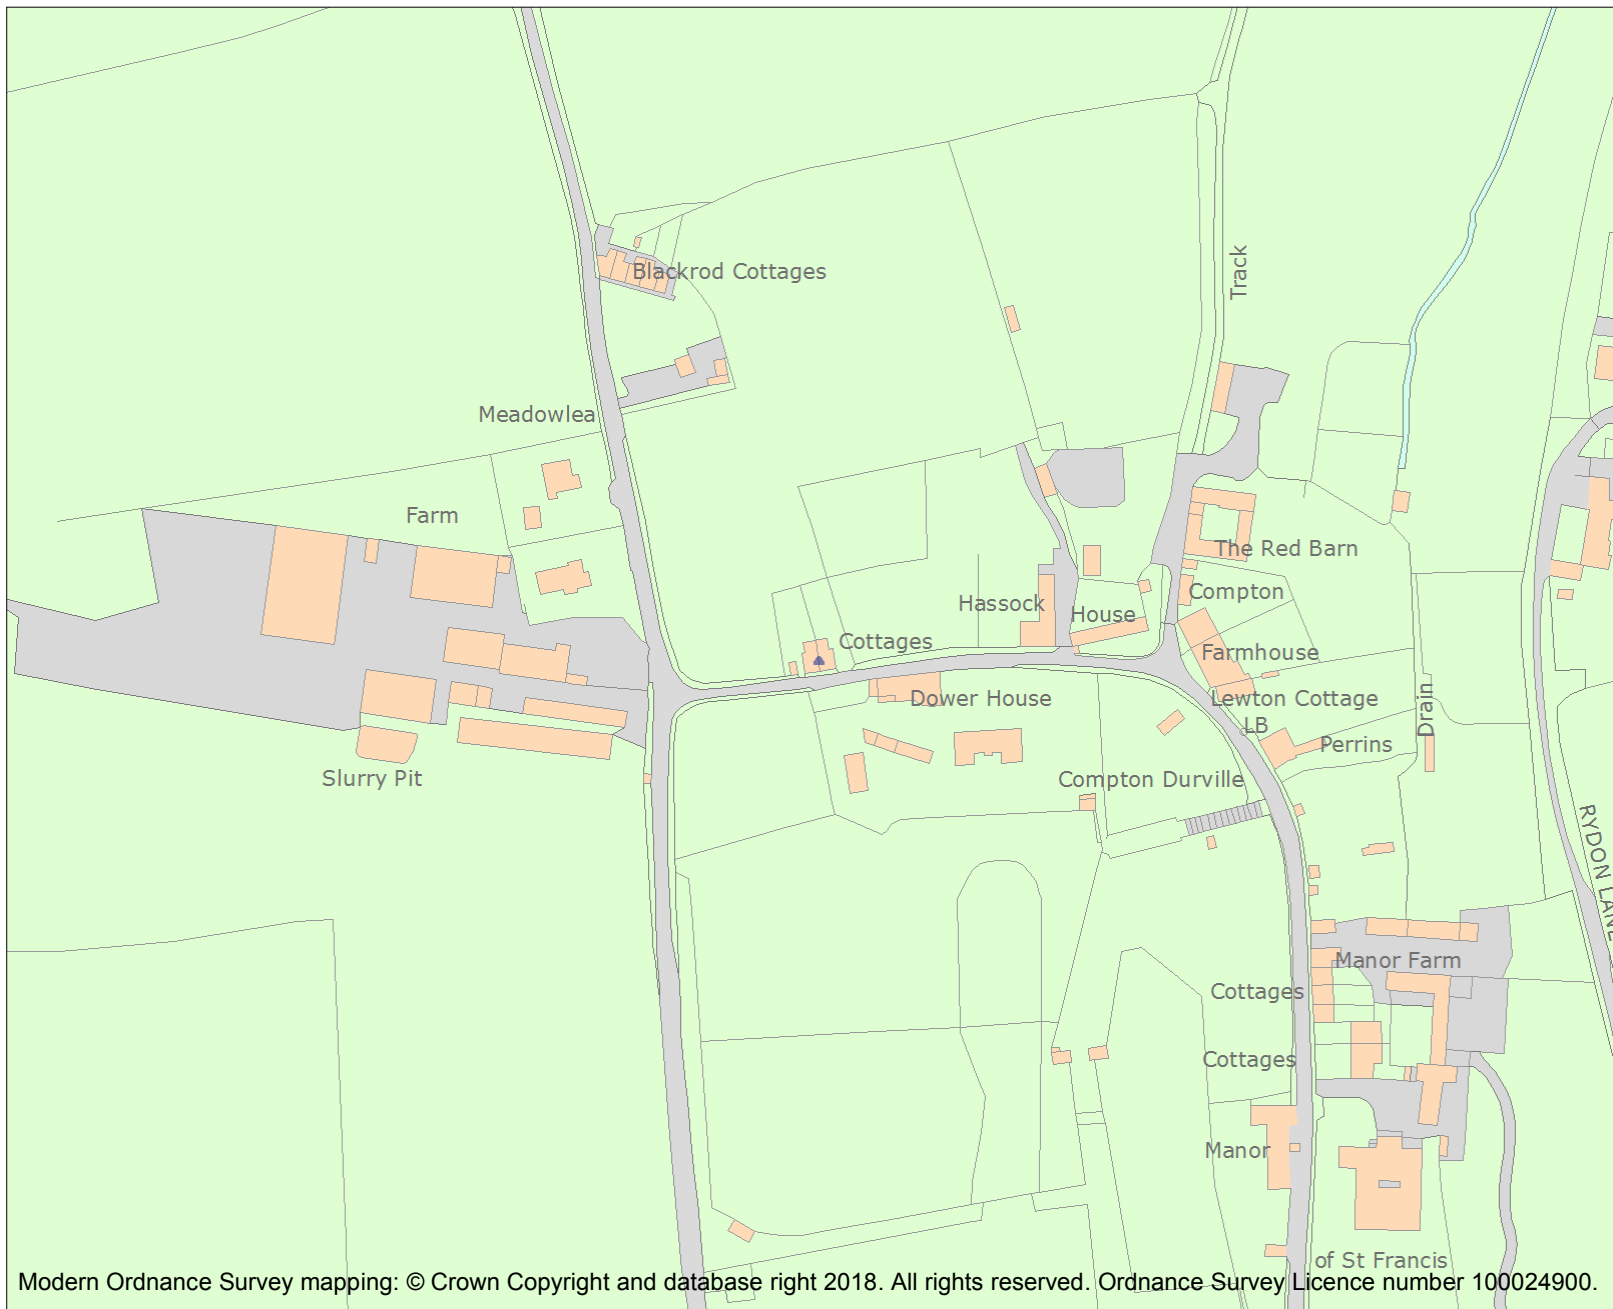 Track
Blackrod Cottages
Meadowlea
Farm
The Red Barn
Compton
Hassock
House
Cottages
Farmhouse
Dower House
Lewton Cottage
Drain
LB
Perrins
Slurry Pit
Compton Durville
RYDON LANE
Manor Farm
Cottages
Cottages
Manor
of St Francis
Modern Ordnance Survey mapping: © Crown Copyright and database right 2018. All rights reserved. Ordnance Survey Licence number 100024900.